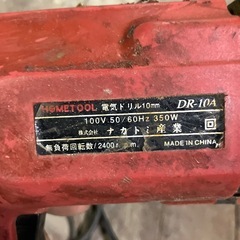 HOMETOOL 電気ドリル10mm DR-10A
100V 50/60Hz 350W
株式会社 ナカトミ産業
無負荷回転数/2400r.p.m. MADE IN CHINA